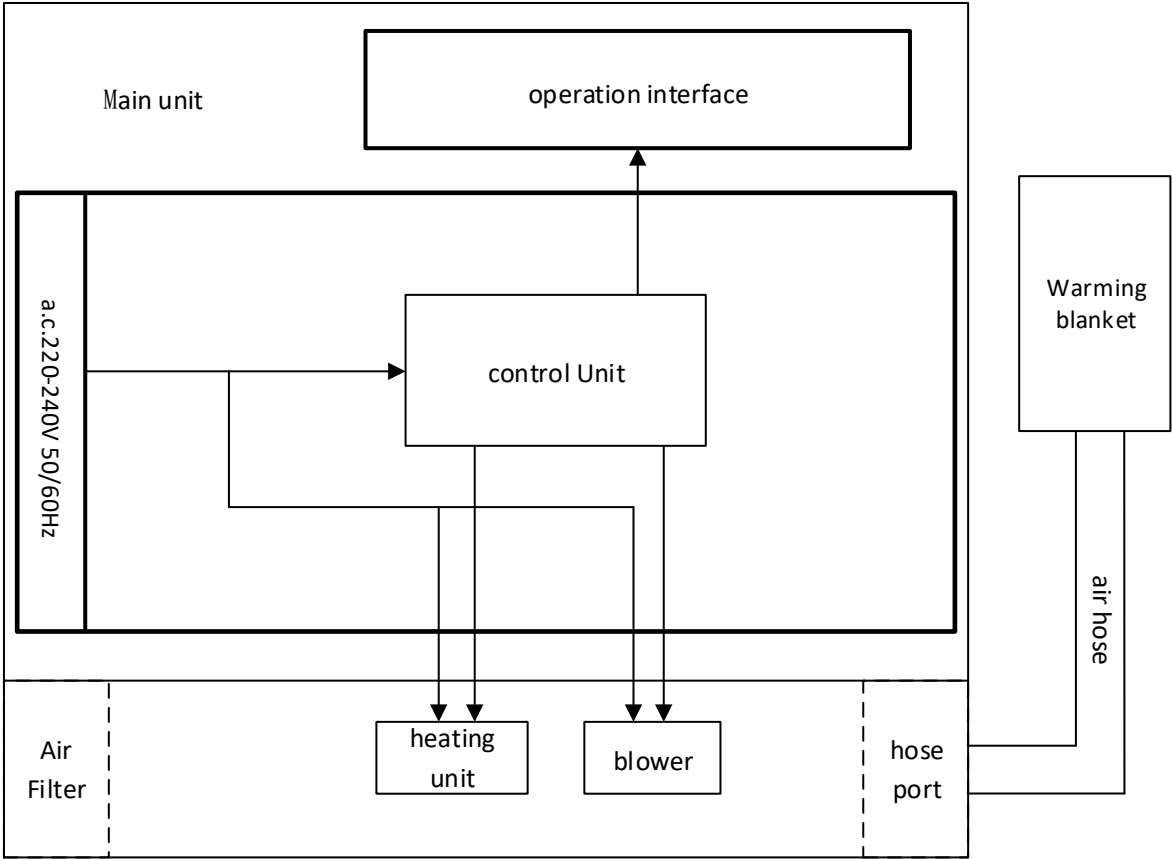 Main unit
operation interface
a.c.220-240V 50/60Hz
control Unit
Warming
blanket
air hose
Air
Filter
heating
unit
blower
hose
port